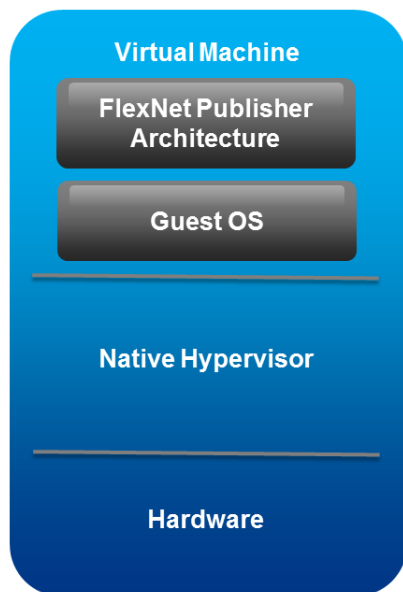 Virtual Machine
FlexNet Publisher
Architecture
Guest OS
Native Hypervisor
Hardware